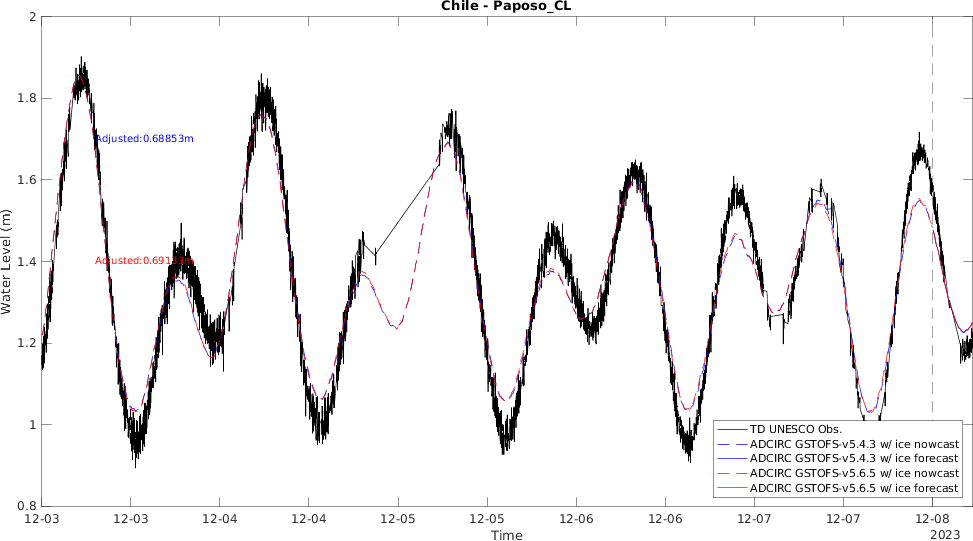 Chile - Paposo_CL
2
1.8
1.6
1.4
1.2
1
0.8
Water Level (m)
Adjusted:0.68853m
TD UNESCO Obs.
ADCIRC GSTOFS-v5.4.3 w/ ice nowcast
ADCIRC GSTOFS-v5.4.3 w/ ice forecast
ADCIRC GSTOFS-v5.6.5 w/ ice nowcast
ADCIRC GSTOFS-v5.6.5 w/ ice forecast
12-03 12-03 12-04 12-04 12-05 12-05 12-06 12-06 12-07 12-07 12-08
2023
Time